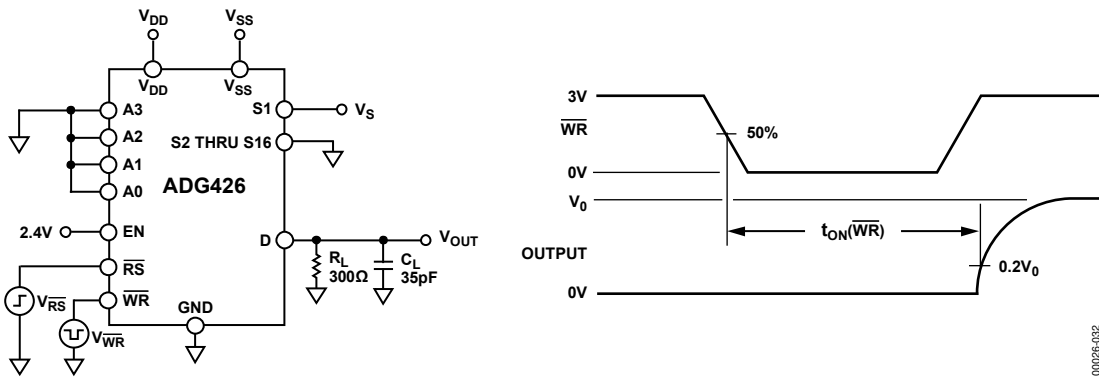 VDD VSS
VDD VSS
A3 S1 VS
A2 S2 THRU S16
A1
ADG426
A0
2.4V EN D VOUT
RS RL 300Ω CL 35pF
VRS WR
GND
VWR
3V
WR 50%
0V
V0
tON(WR)
OUTPUT 0.2V0
0V
00026-032